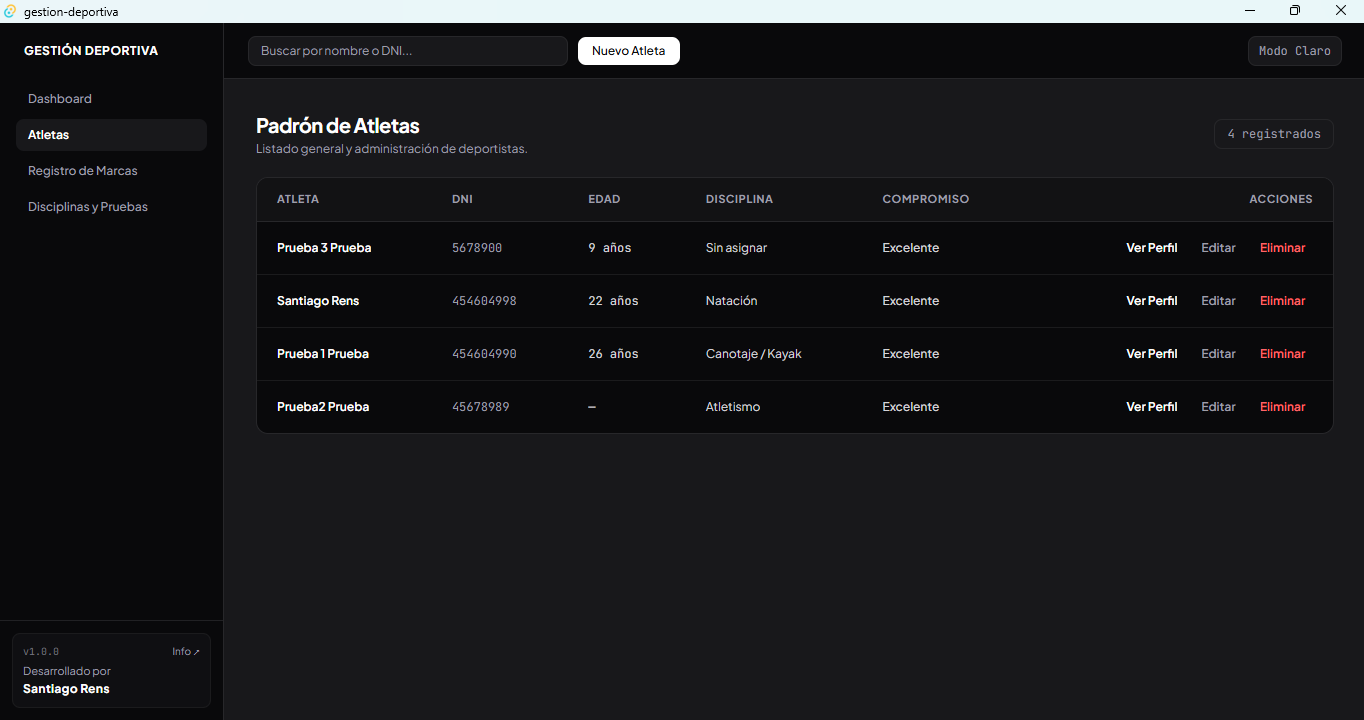 gestion-deportiva
GESTIÓN DEPORTIVA
Buscar por nombre o DNI...
Nuevo Atleta
Modo Claro
Dashboard
Atletas
Registro de Marcas
Disciplinas y Pruebas
Padrón de Atletas
Listado general y administración de deportistas.
4 registrados
ATLETA DNI EDAD DISCIPLINA COMPROMISO ACCIONES
Prueba 3 Prueba 5678900 9 años Sin asignar Excelente Ver Perfil Editar Eliminar
Santiago Rens 454604998 22 años Natación Excelente Ver Perfil Editar Eliminar
Prueba 1 Prueba 454604990 26 años Canotaje / Kayak Excelente Ver Perfil Editar Eliminar
Prueba2 Prueba 45678989 — Atletismo Excelente Ver Perfil Editar Eliminar
v1.0.0 Info ↗
Desarrollado por
Santiago Rens